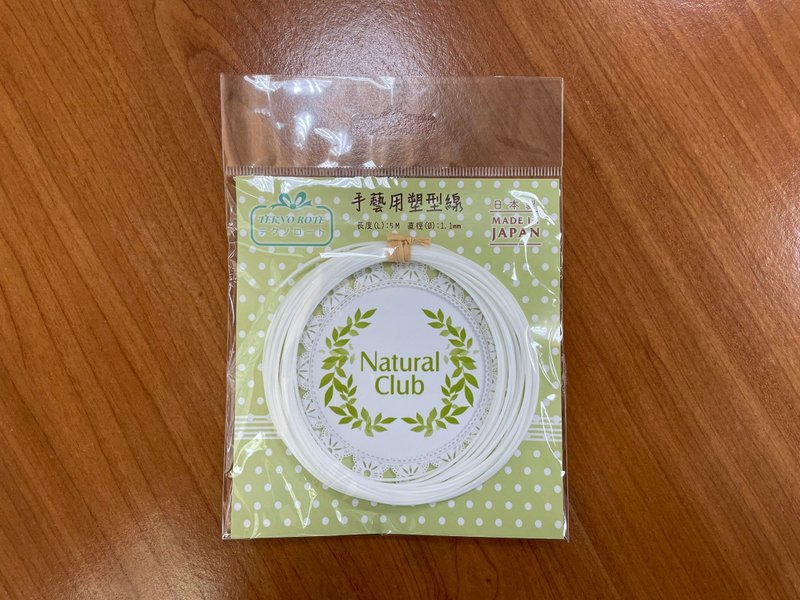 手藝用塑型線
TEKNO ROTE
テクノロート
長度(L):5M 直徑(Ø):1.1mm
日本製
MADE IN
JAPAN
Natural
Club